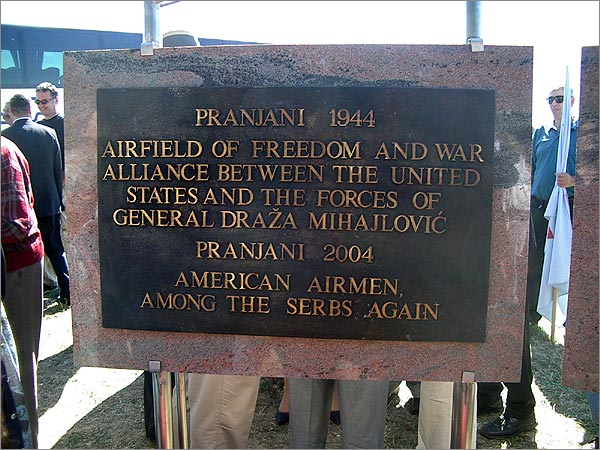 PRANJANI 1944
AIRFIELD OF FREEDOM AND WAR
ALLIANCE BETWEEN THE UNITED
STATES AND THE FORCES OF
GENERAL DRAŽA MIHAJLOVIĆ
PRANJANI 2004
AMERICAN AIRMEN,
AMONG THE SERBS, AGAIN